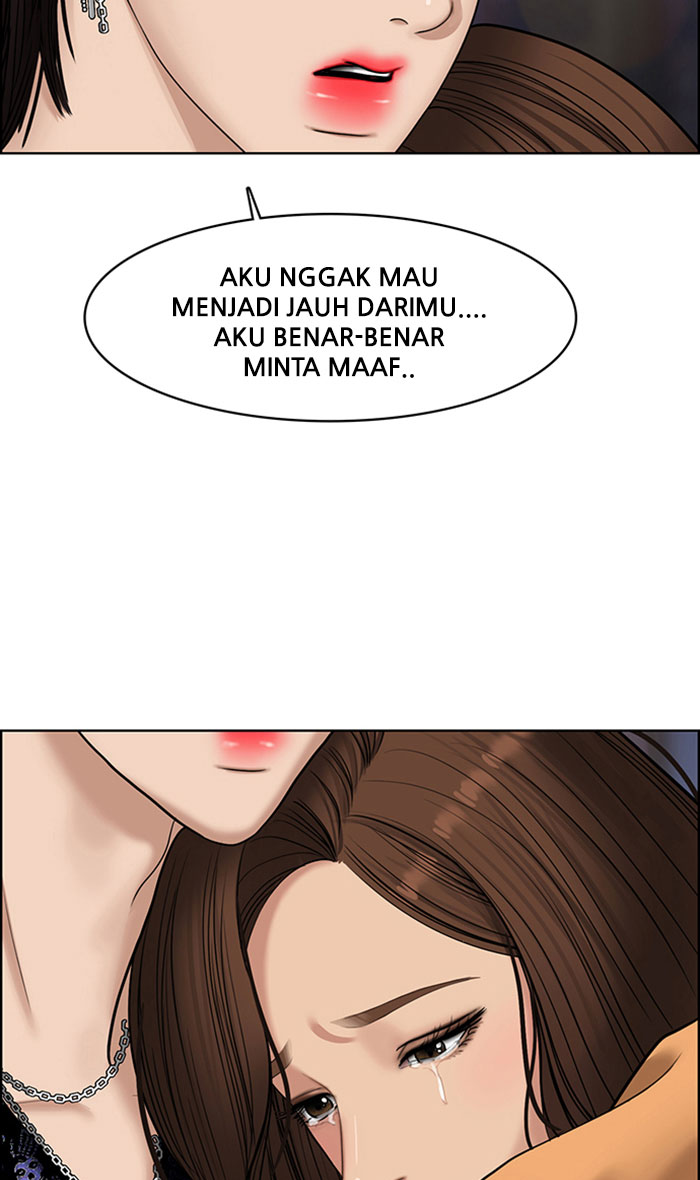 AKU NGGAK MAU
MENJADI JAUH DARIMU....
AKU BENAR-BENAR
MINTA MAAF..